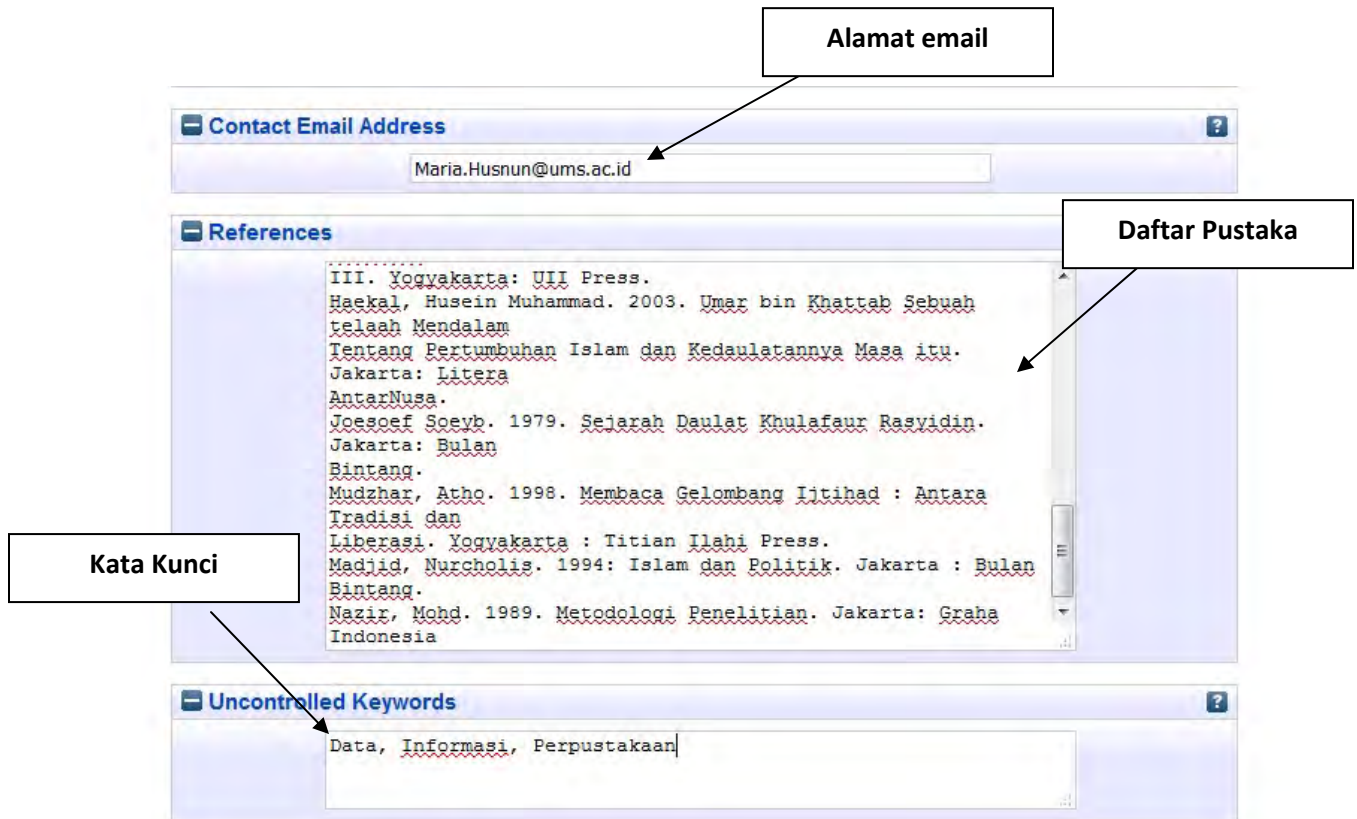 Alamat email
Contact Email Address
Maria.Husnun@ums.ac.id
References
Daftar Pustaka
III. Yogyakarta: UII Press.
Haekal, Husein Muhammad. 2003. Umar bin Khattab Sebuah
telaah Mendalam
Tentang Pertumbuhan Islam dan Kedaulatannya Masa itu.
Jakarta: Litera
AntarNusa.
Joesoef Soeyb. 1979. Sejarah Daulat Khulafaur Rasyidin.
Jakarta: Bulan
Bintang.
Mudzhar, Atho. 1998. Membaca Gelombang Ijtihad : Antara
Tradisi dan
Liberasi. Yogyakarta : Titian Ilahi Press.
Madjid, Nurcholis. 1994: Islam dan Politik. Jakarta : Bulan
Bintang.
Nazir, Mohd. 1989. Metodologi Penelitian. Jakarta: Graha
Indonesia
Kata Kunci
Uncontrolled Keywords
Data, Informasi, Perpustakaan